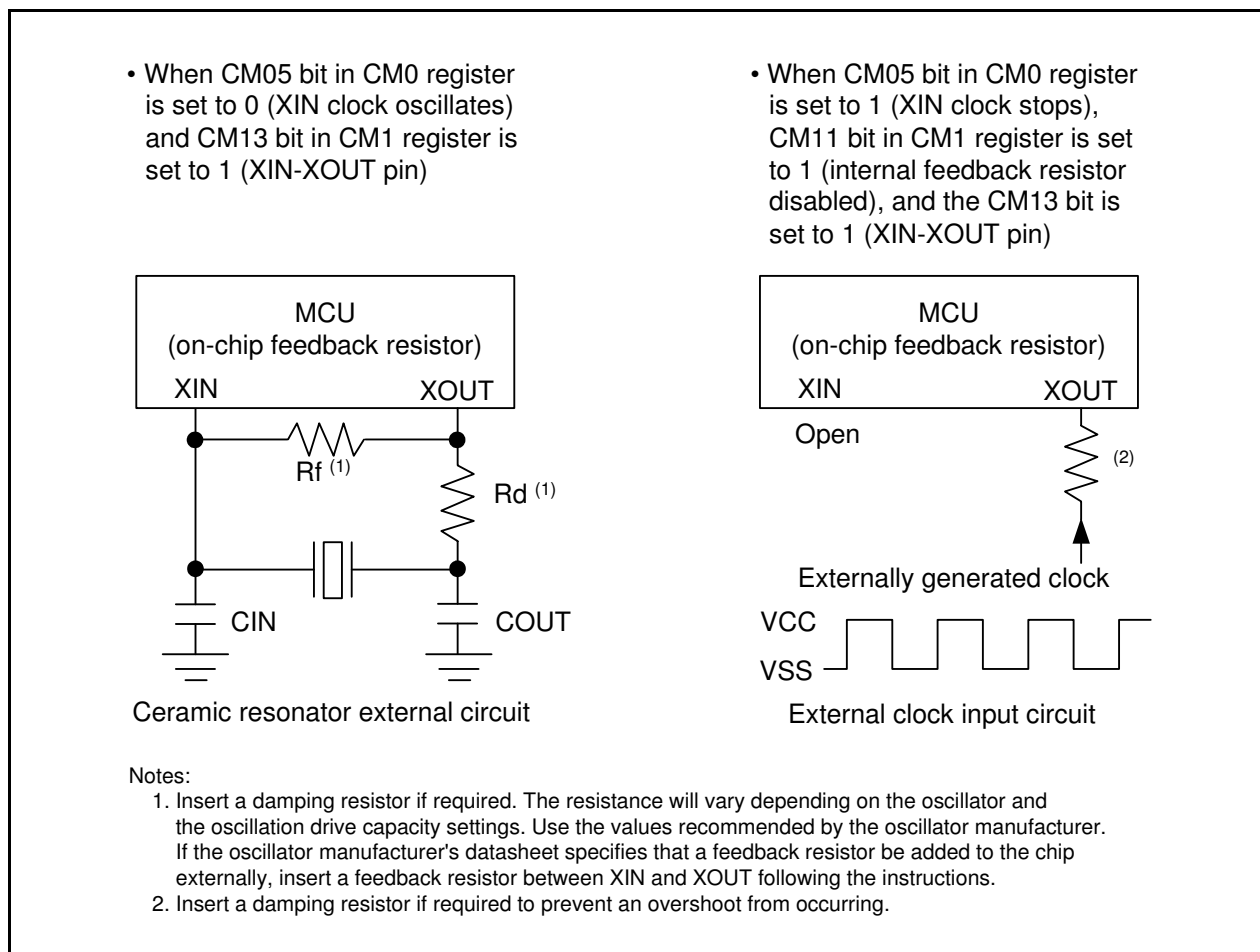 • When CM05 bit in CM0 register
is set to 0 (XIN clock oscillates)
and CM13 bit in CM1 register is
set to 1 (XIN-XOUT pin)
MCU
(on-chip feedback resistor)
XIN
XOUT
Rf (1)
Rd (1)
CIN
COUT
Ceramic resonator external circuit
• When CM05 bit in CM0 register
is set to 1 (XIN clock stops),
CM11 bit in CM1 register is set
to 1 (internal feedback resistor
disabled), and the CM13 bit is
set to 1 (XIN-XOUT pin)
MCU
(on-chip feedback resistor)
XIN
XOUT
Open
(2)
Externally generated clock
VCC
VSS
External clock input circuit
Notes:
1. Insert a damping resistor if required. The resistance will vary depending on the oscillator and
the oscillation drive capacity settings. Use the values recommended by the oscillator manufacturer.
If the oscillator manufacturer's datasheet specifies that a feedback resistor be added to the chip
externally, insert a feedback resistor between XIN and XOUT following the instructions.
2. Insert a damping resistor if required to prevent an overshoot from occurring.